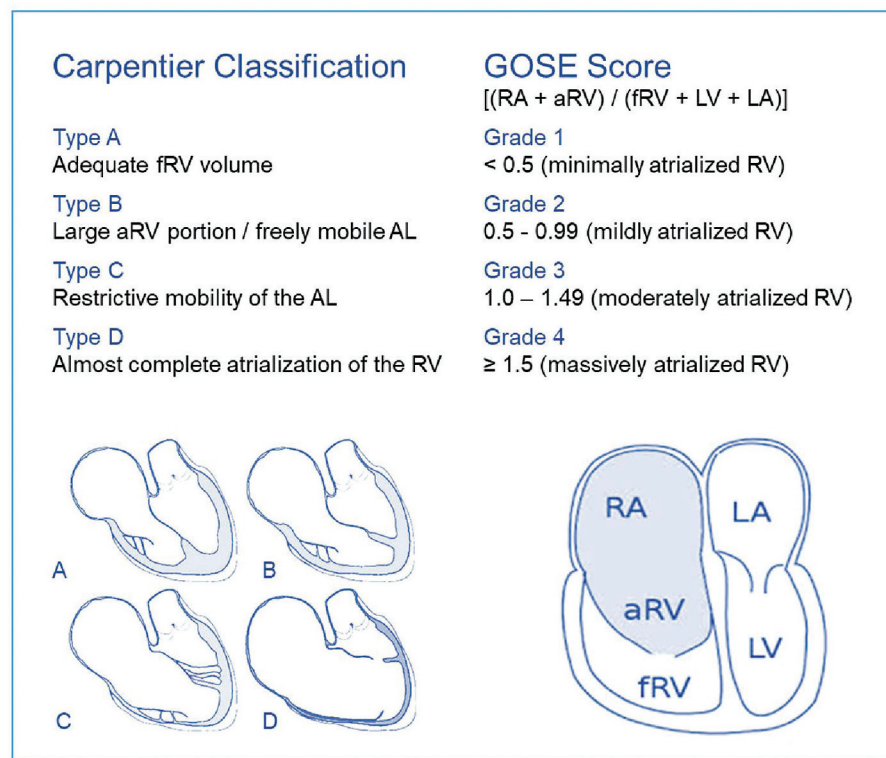 Carpentier Classification
Type A
Adequate fRV volume
Type B
Large aRV portion / freely mobile AL
Type C
Restrictive mobility of the AL
Type D
Almost complete atrialization of the RV
GOSE Score
[(RA + aRV) / (fRV + LV + LA)]
Grade 1
< 0.5 (minimally atrialized RV)
Grade 2
0.5 - 0.99 (mildly atrialized RV)
Grade 3
1.0 – 1.49 (moderately atrialized RV)
Grade 4
≥ 1.5 (massively atrialized RV)
A
B
C
D
RA
LA
aRV
LV
fRV